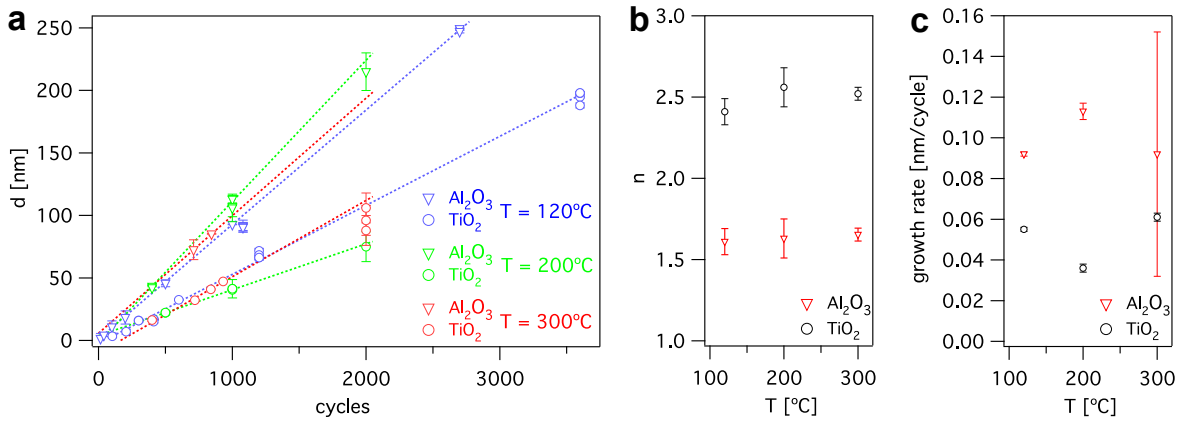 a
250
200
150
100
50
0
d [nm]
0
1000
2000
3000
cycles
Al₂O₃
TiO₂
T = 120ºC
Al₂O₃
TiO₂
T = 200ºC
Al₂O₃
TiO₂
T = 300ºC
b
3.0
2.5
2.0
1.5
1.0
n
100
200
300
T [ºC]
Al₂O₃
TiO₂
c
0.16
0.14
0.12
0.10
0.08
0.06
0.04
0.02
0.00
growth rate [nm/cycle]
100
200
300
T [ºC]
Al₂O₃
TiO₂